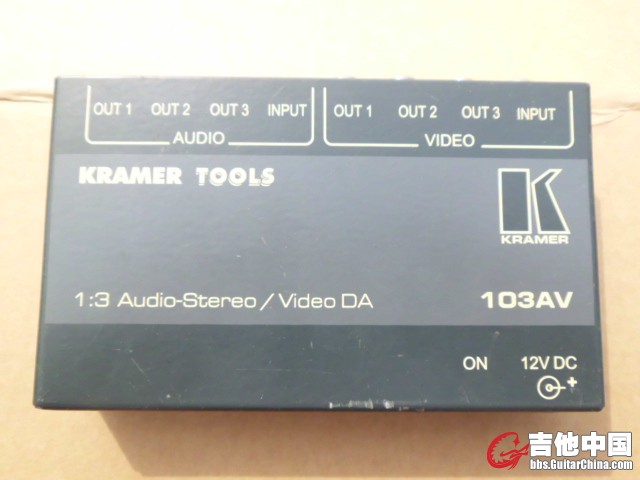 OUT 1 OUT 2 OUT 3 INPUT OUT 1 OUT 2 OUT 3 INPUT
AUDIO VIDEO
KRAMER TOOLS
K
KRAMER
1:3 Audio-Stereo / Video DA 103AV
ON 12V DC
+
吉他中国
bbs.GuitarChina.com